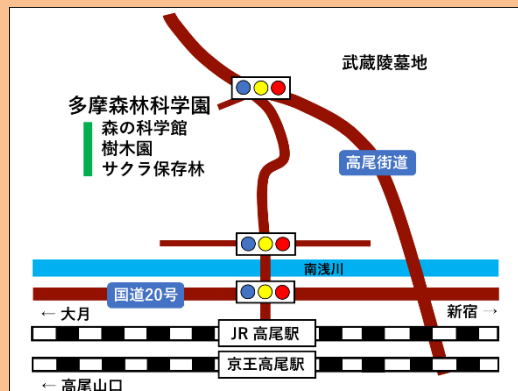 武蔵陵墓地
多摩森林科学園
森の科学館
樹木園
サクラ保存林
高尾街道
南浅川
国道20号
← 大月
新宿 →
JR 高尾駅
京王高尾駅
← 高尾山口